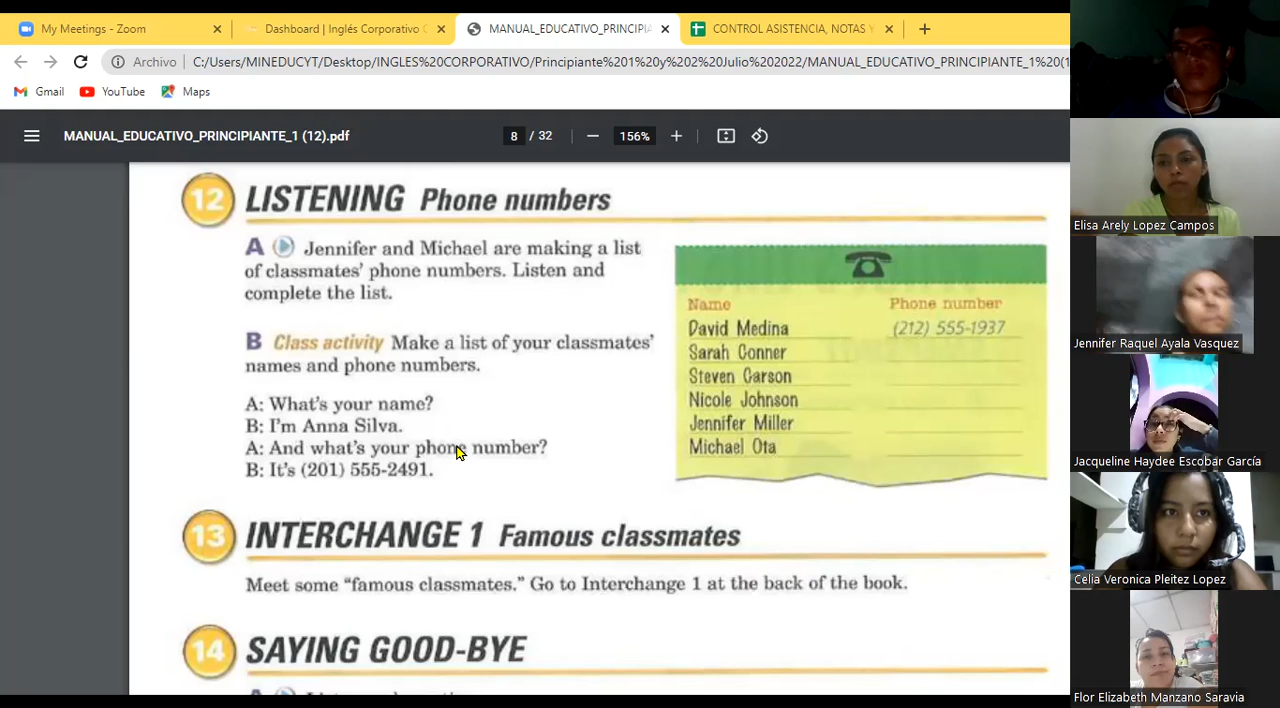 My Meetings - Zoom
Dashboard | Inglés Corporativo
MANUAL_EDUCATIVO_PRINCIPIA
CONTROL ASISTENCIA, NOTAS Y
Archivo
C:/Users/MINEDUCYT/Desktop/INGLES%20CORPORATIVO/Principiante%201%20y%202%20Julio%202022/MANUAL_EDUCATIVO_PRINCIPIANTE_1%20(1
Gmail
YouTube
Maps
MANUAL_EDUCATIVO_PRINCIPIANTE_1 (12).pdf
8 / 32
156%
12 LISTENING Phone numbers
A Jennifer and Michael are making a list
of classmates' phone numbers. Listen and
complete the list.
B Class activity Make a list of your classmates'
names and phone numbers.
A: What's your name?
B: I'm Anna Silva.
A: And what's your phone number?
B: It's (201) 555-2491.
Name Phone number
David Medina (212) 555-1937
Sarah Conner
Steven Carson
Nicole Johnson
Jennifer Miller
Michael Ota
13 INTERCHANGE 1 Famous classmates
Meet some "famous classmates." Go to Interchange 1 at the back of the book.
14 SAYING GOOD-BYE
A
Elisa Arely Lopez Campos
Jennifer Raquel Ayala Vasquez
Jacqueline Haydee Escobar García
Celia Veronica Pleitez Lopez
Flor Elizabeth Manzano Saravia